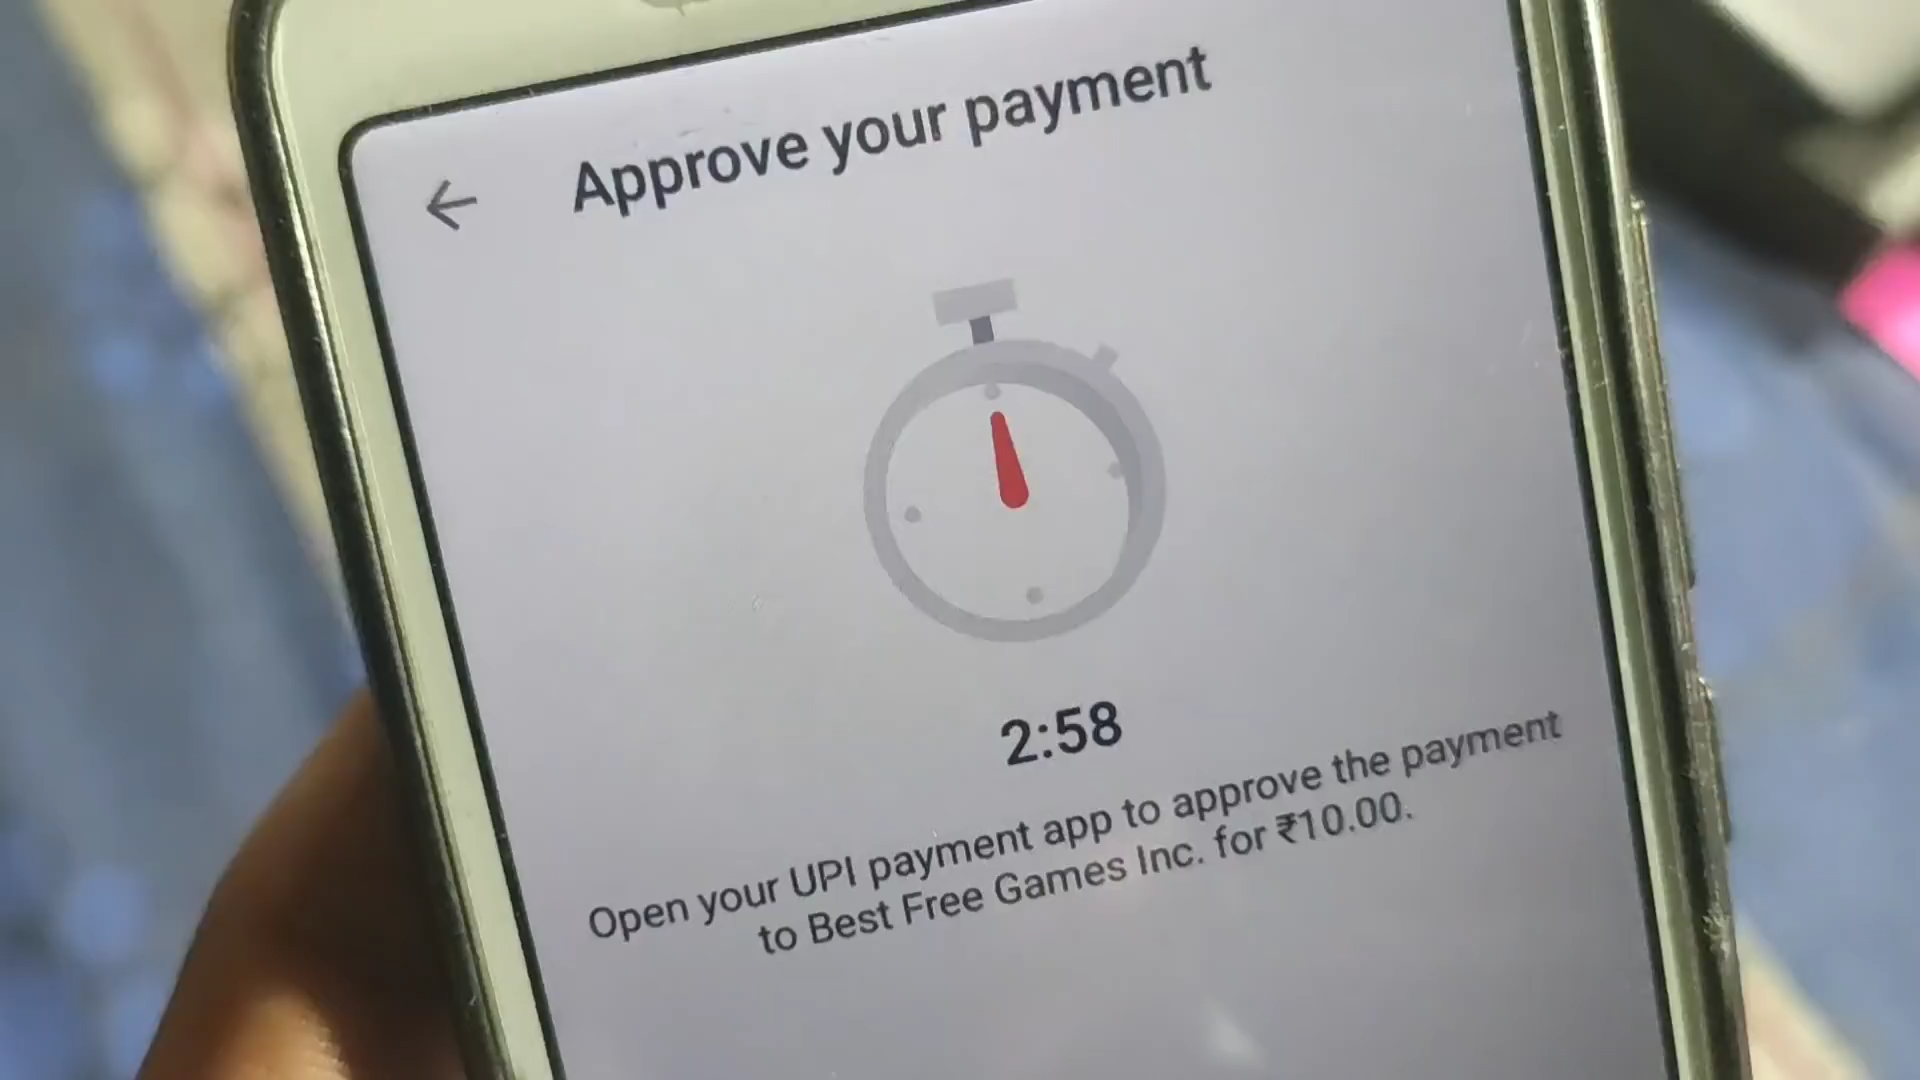 Approve your payment
2:58
Open your UPI payment app to approve the payment
to Best Free Games Inc. for ₹10.00.